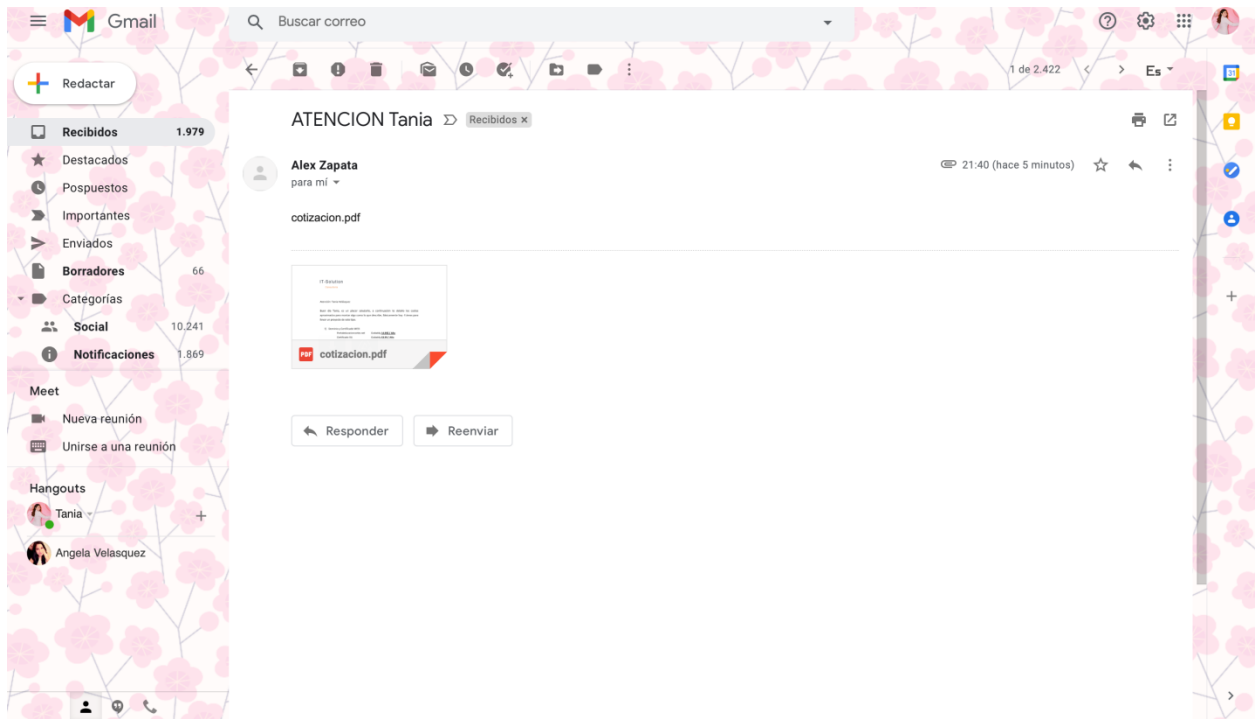 Gmail
Buscar correo
Redactar
1 de 2.422
Es
31
Recibidos 1.979
Destacados
Pospuestos
Importantes
Enviados
Borradores 66
Categorías
Social 10.241
Notificaciones 1.869
Meet
Nueva reunión
Unirse a una reunión
Hangouts
Tania
Angela Velasquez
ATENCION Tania
Recibidos ×
Alex Zapata
21:40 (hace 5 minutos)
para mí
cotizacion.pdf
IT Solution
PDF cotizacion.pdf
Responder
Reenviar